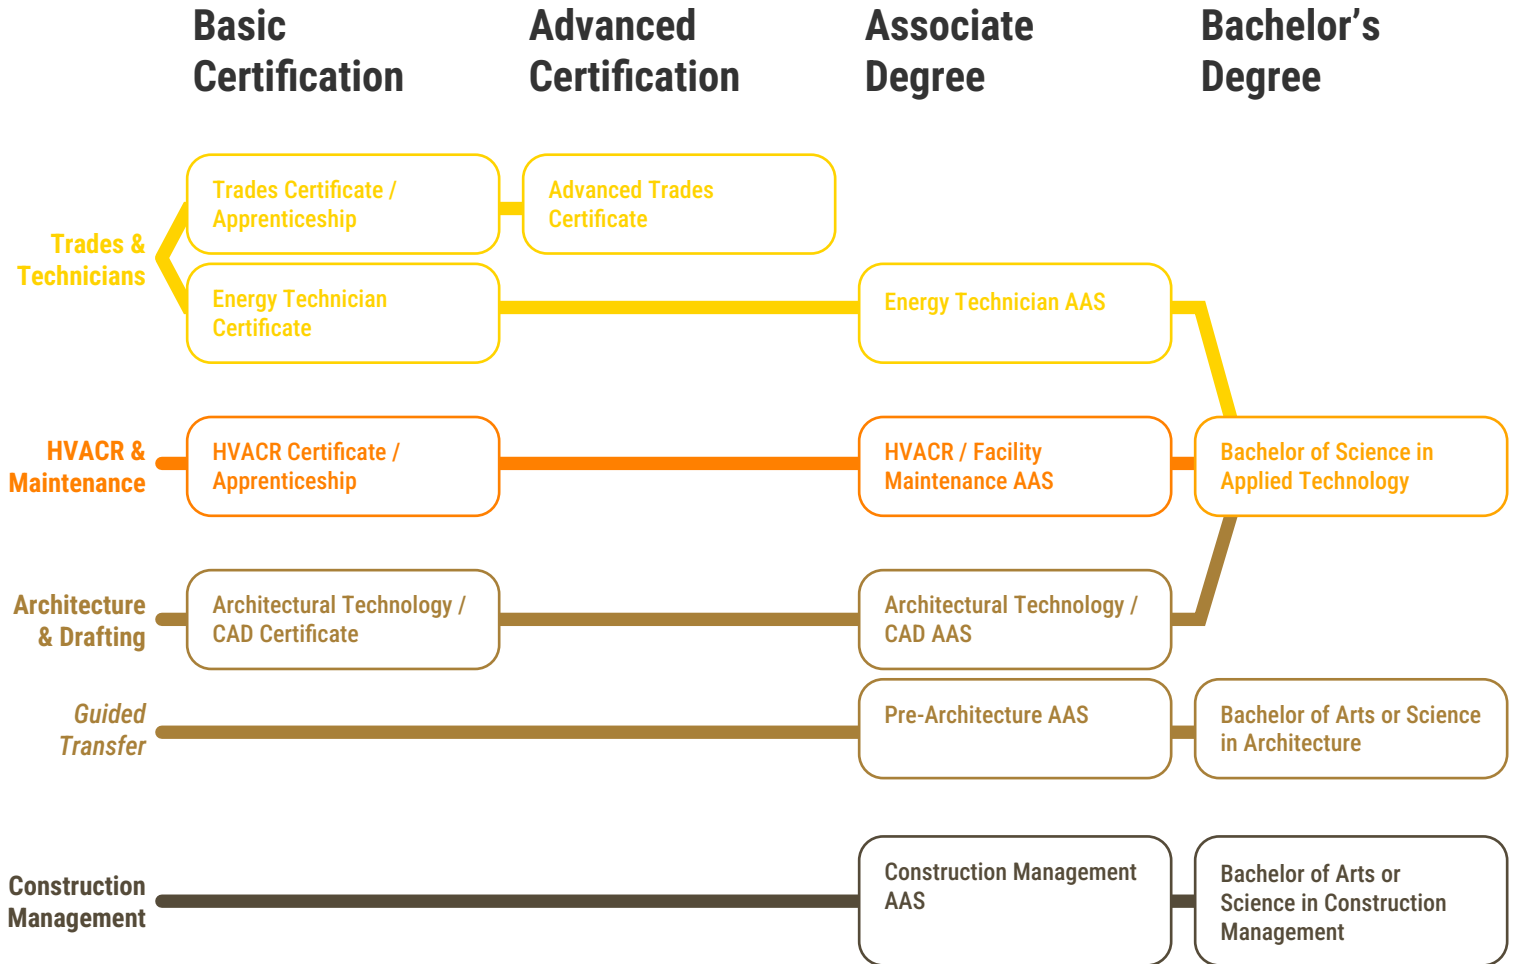 Basic
Certification
Advanced
Certification
Associate
Degree
Bachelor’s
Degree
Trades &
Technicians
Trades Certificate /
Apprenticeship
Advanced Trades
Certificate
Energy Technician
Certificate
Energy Technician AAS
HVACR &
Maintenance
HVACR Certificate /
Apprenticeship
HVACR / Facility
Maintenance AAS
Bachelor of Science in
Applied Technology
Architecture
& Drafting
Architectural Technology /
CAD Certificate
Architectural Technology /
CAD AAS
Guided
Transfer
Pre-Architecture AAS
Bachelor of Arts or Science
in Architecture
Construction
Management
Construction Management
AAS
Bachelor of Arts or
Science in Construction
Management